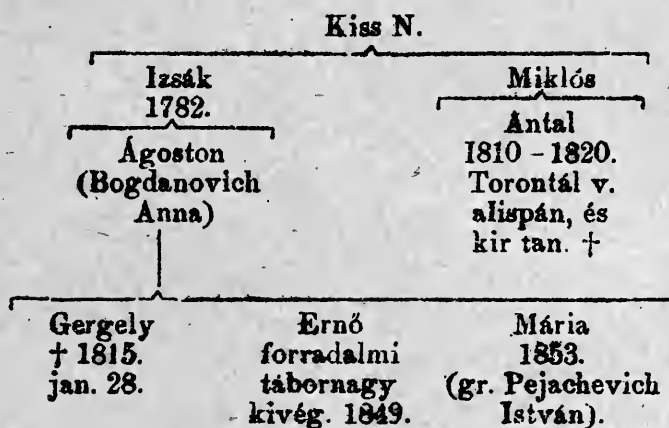 Kiss N.
Izsák
1782.
Miklós
Ágoston
(Bogdanovich
Anna)
Antal
1810 - 1820.
Torontál v.
alispán, és
kir tan. †
Gergely
† 1815.
jan. 28.
Ernő
forradalmi
tábornagy
kivég. 1849.
Mária
1853.
(gr. Pejachevich
István).